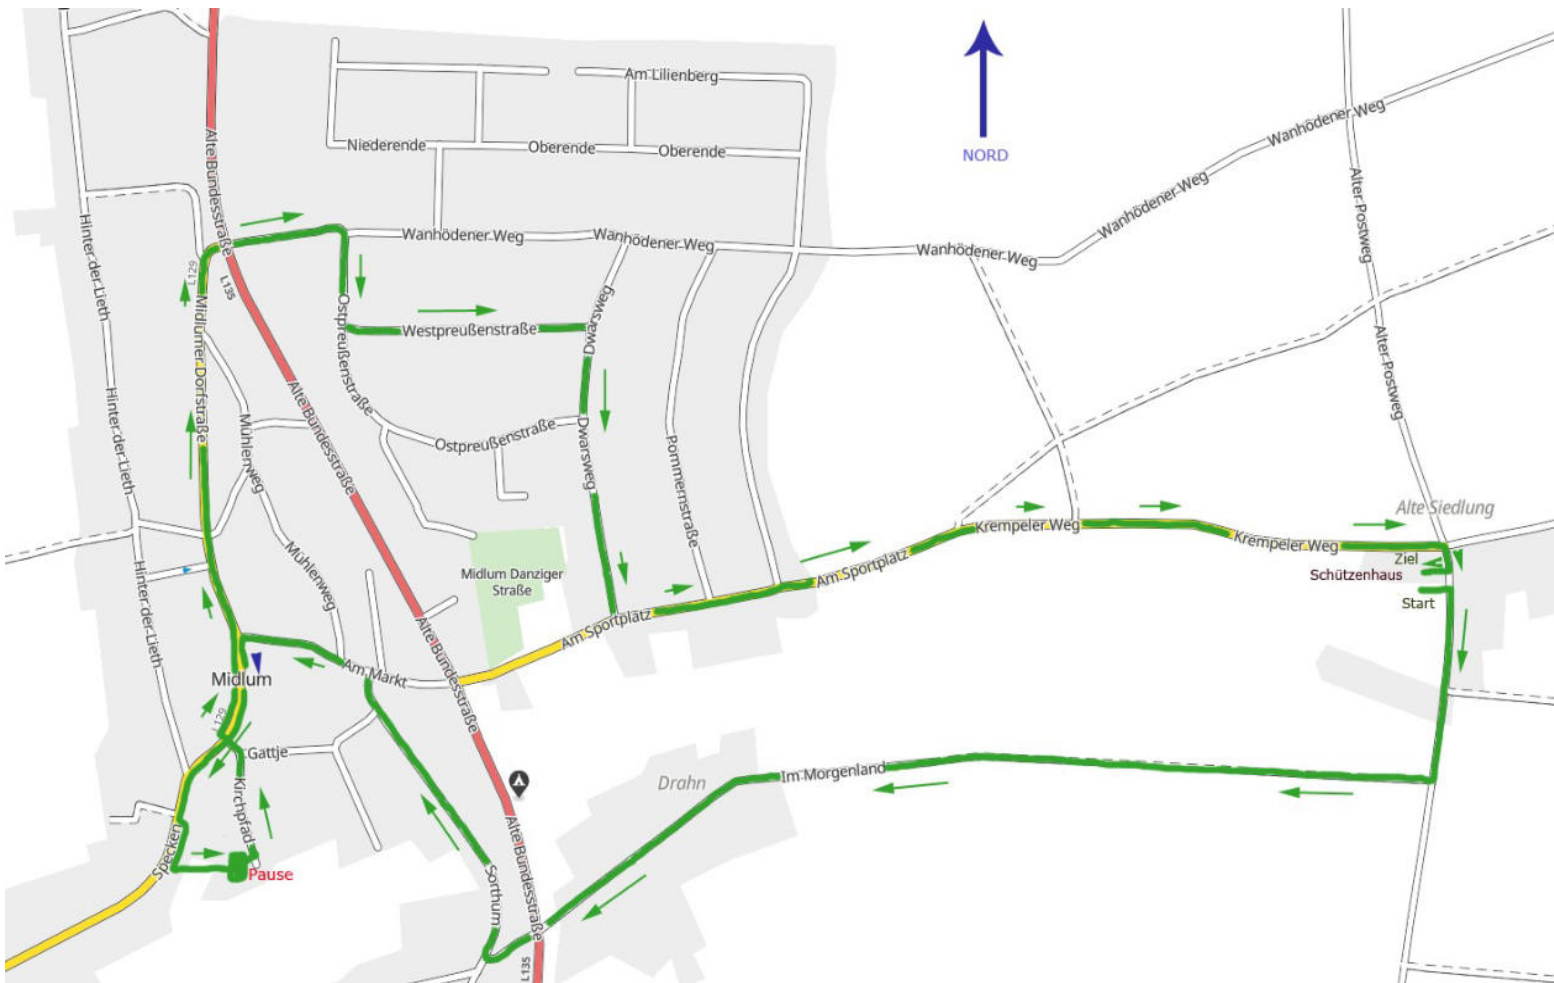 Am Lilienberg
Alte Bundesstraße
Wanhödener Weg
Niederende
Oberende
Oberende
NORD
Wanhödener Weg
Alter Postweg
Hinter der Lieth
Wanhödener Weg
Wanhödener Weg
Wanhödener Weg
L129
L135
Midlumer Dorfstraße
Ostpreußenstraße
Westpreußenstraße
Dwarsweg
Alter Postweg
Hinter der Lieth
Mühlenweg
Alte Bundesstraße
Ostpreußenstraße
Dwarsweg
Pommernstraße
Alte Siedlung
Krempeler Weg
Krempeler Weg
Hinter der Lieth
Mühlenweg
Midlum Danziger
Straße
Am Sportplatz
Ziel
Schützenhaus
Start
Am Sportplatz
Alte Bundesstraße
Am Markt
Midlum
L129
Gattje
Kirchpfad
Drahn
Im Morgenland
Specken
Pause
Alte Bundesstraße
Sorthum
L135